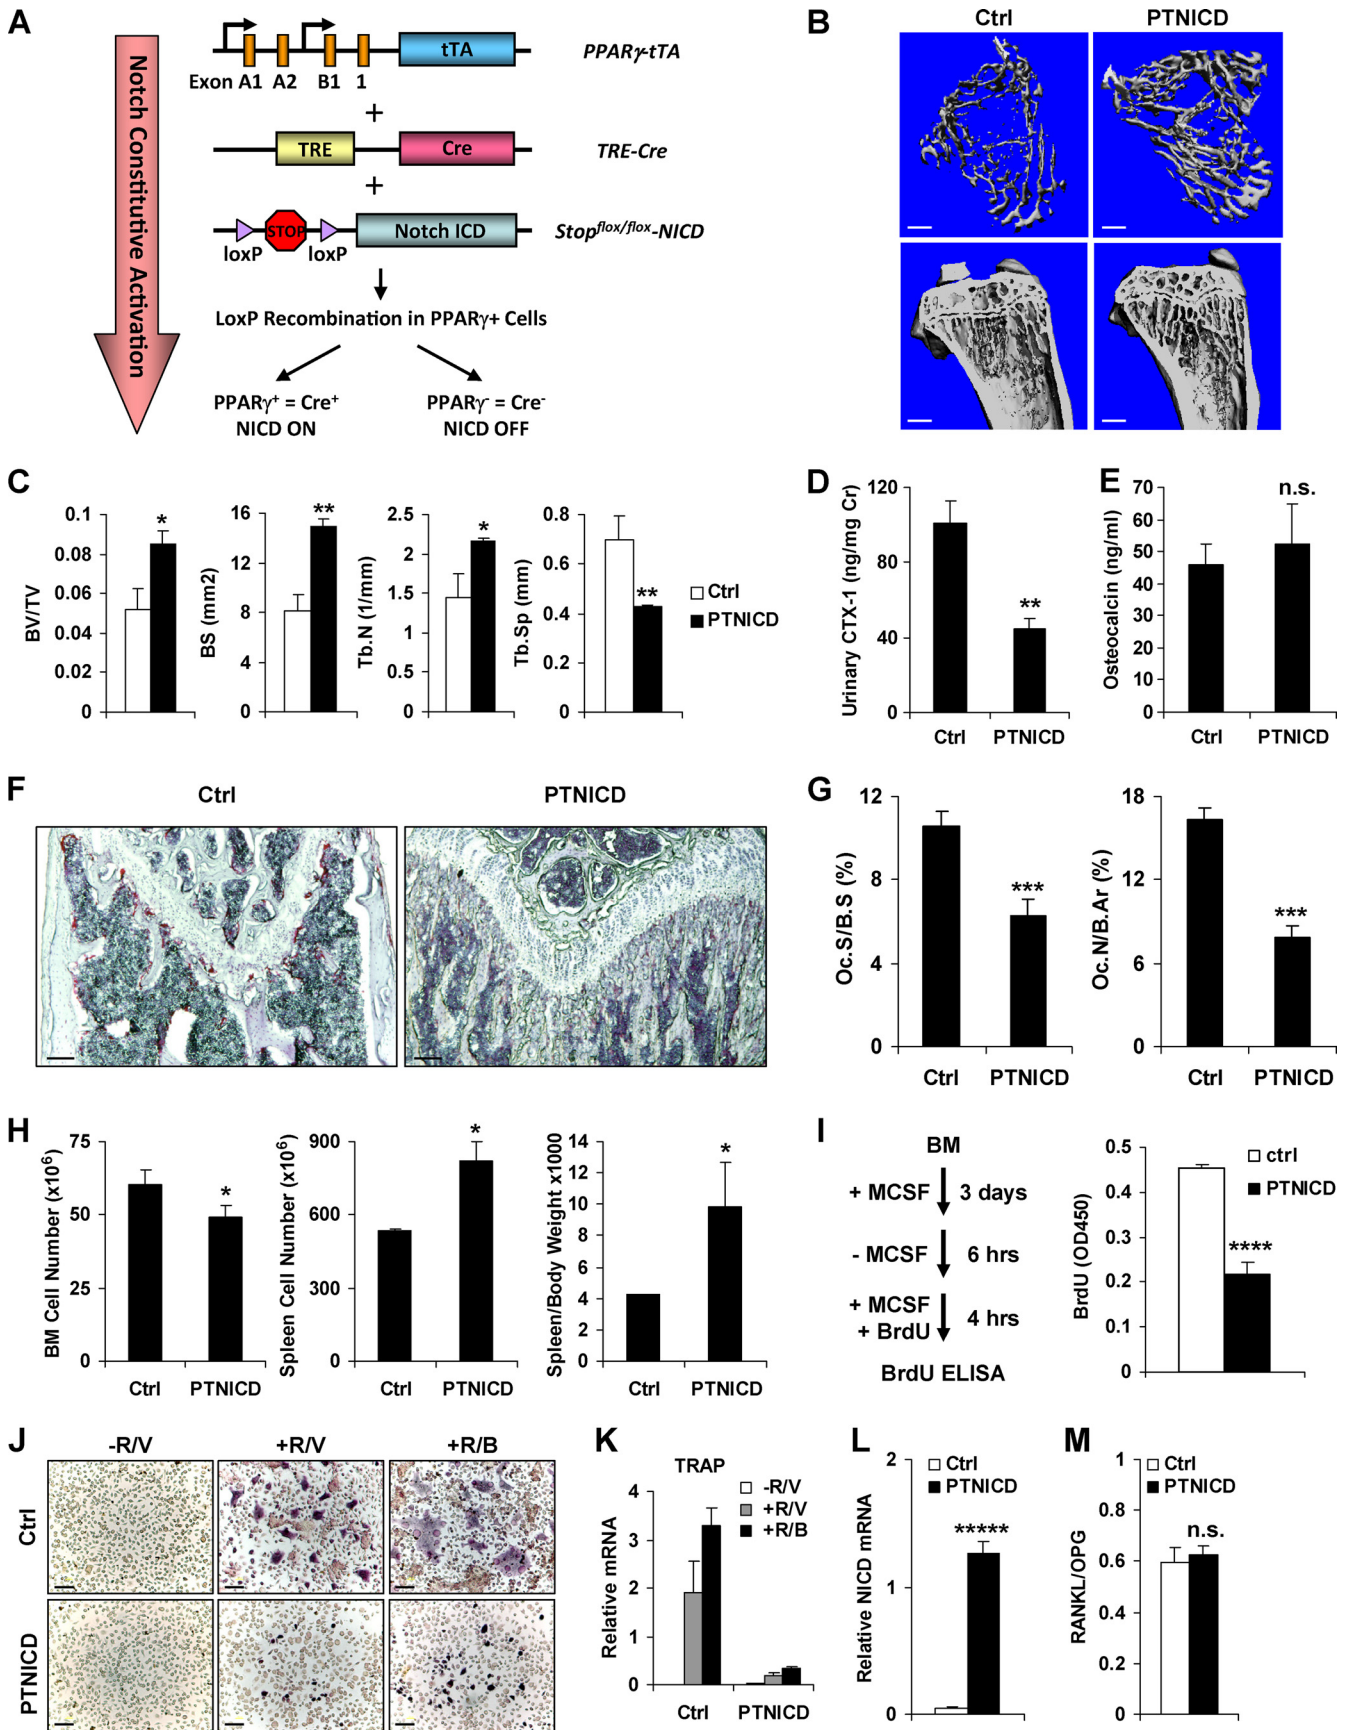 A
Notch Constitutive Activation
tTA
PPARγ-tTA
Exon A1 A2 B1 1
+
TRE
Cre
TRE-Cre
+
STOP
Notch ICD
Stopflox/flox-NICD
loxP
loxP
LoxP Recombination in PPARγ+ Cells
PPARγ+ = Cre+
NICD ON
PPARγ- = Cre-
NICD OFF
B
Ctrl
PTNICD
C
BV/TV
0.1
0.08
0.06
0.04
0.02
0
*
BS (mm2)
16
12
8
4
0
**
Tb.N (1/mm)
2.5
2
1.5
1
0.5
0
*
Tb.Sp (mm)
0.8
0.6
0.4
0.2
0
**
Ctrl
PTNICD
D
Urinary CTX-1 (ng/mg Cr)
120
80
40
0
**
Ctrl
PTNICD
E
Osteocalcin (ng/ml)
70
60
50
40
30
20
10
0
n.s.
Ctrl
PTNICD
F
Ctrl
PTNICD
G
Oc.S/B.S (%)
12
8
4
0
***
Ctrl
PTNICD
Oc.N/B.Ar (%)
18
12
6
0
***
Ctrl
PTNICD
H
BM Cell Number (x106)
75
50
25
0
*
Ctrl
PTNICD
Spleen Cell Number (x106)
900
600
300
0
*
Ctrl
PTNICD
Spleen/Body Weight x1000
14
12
10
8
6
4
2
0
*
Ctrl
PTNICD
I
BM
+ MCSF
3 days
- MCSF
6 hrs
+ MCSF
+ BrdU
4 hrs
BrdU ELISA
BrdU (OD450)
0.5
0.4
0.4
0.2
0.1
0
****
ctrl
PTNICD
J
-R/V
+R/V
+R/B
Ctrl
PTNICD
K
TRAP
Relative mRNA
4
3
2
1
0
-R/V
+R/V
+R/B
Ctrl
PTNICD
L
Ctrl
PTNICD
Relative NICD mRNA
2
1
0
*****
M
Ctrl
PTNICD
RANKL/OPG
1
0.8
0.6
0.4
0.2
0
n.s.